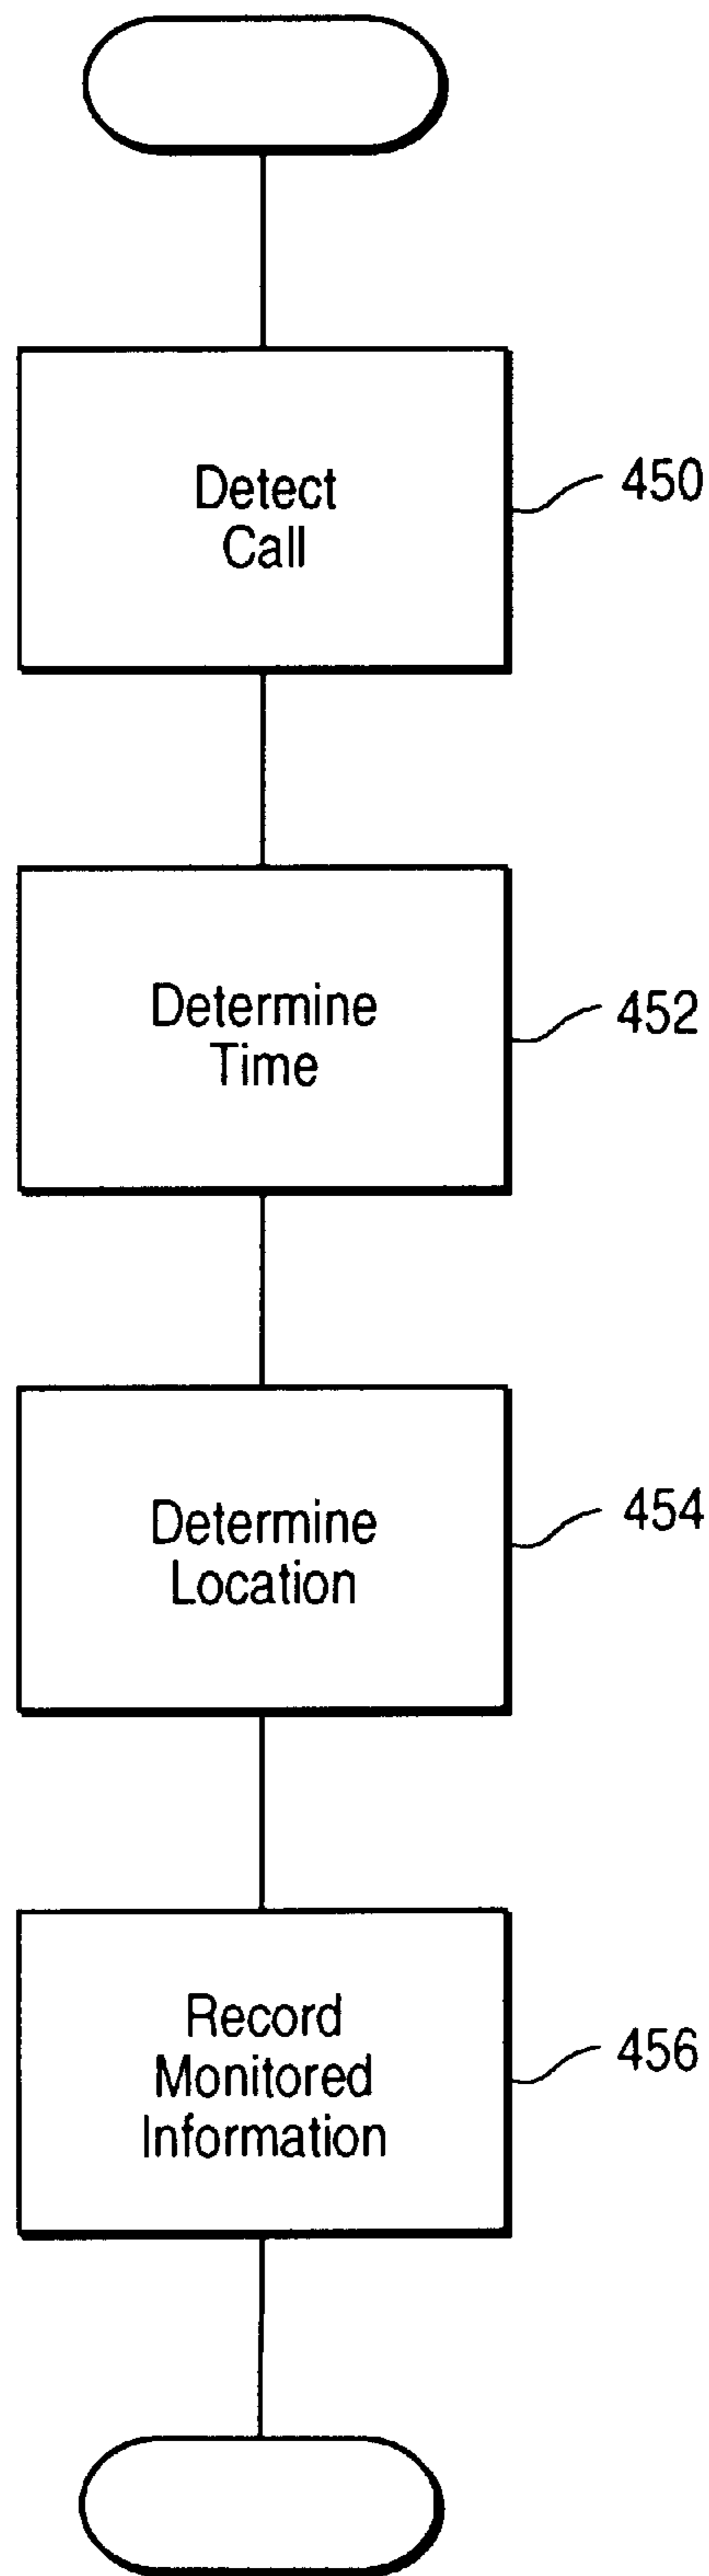 Detect
Call
450
Determine
Time
452
Determine
Location
454
Record
Monitored
Information
456